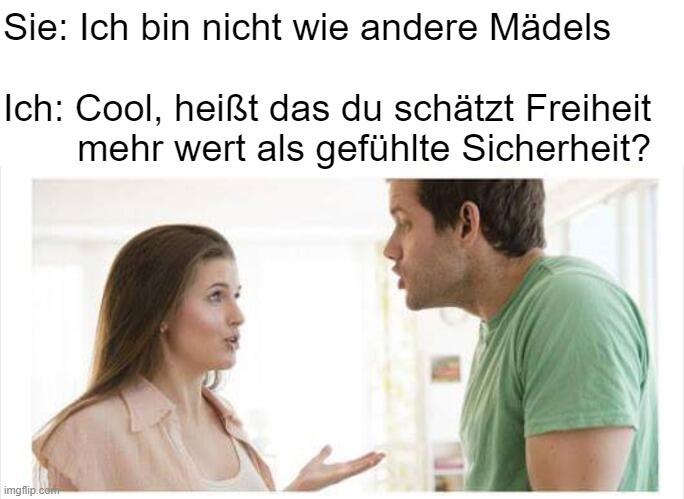 Sie: Ich bin nicht wie andere Mädels
Ich: Cool, heißt das du schätzt Freiheit
mehr wert als gefühlte Sicherheit?
imgflip.com